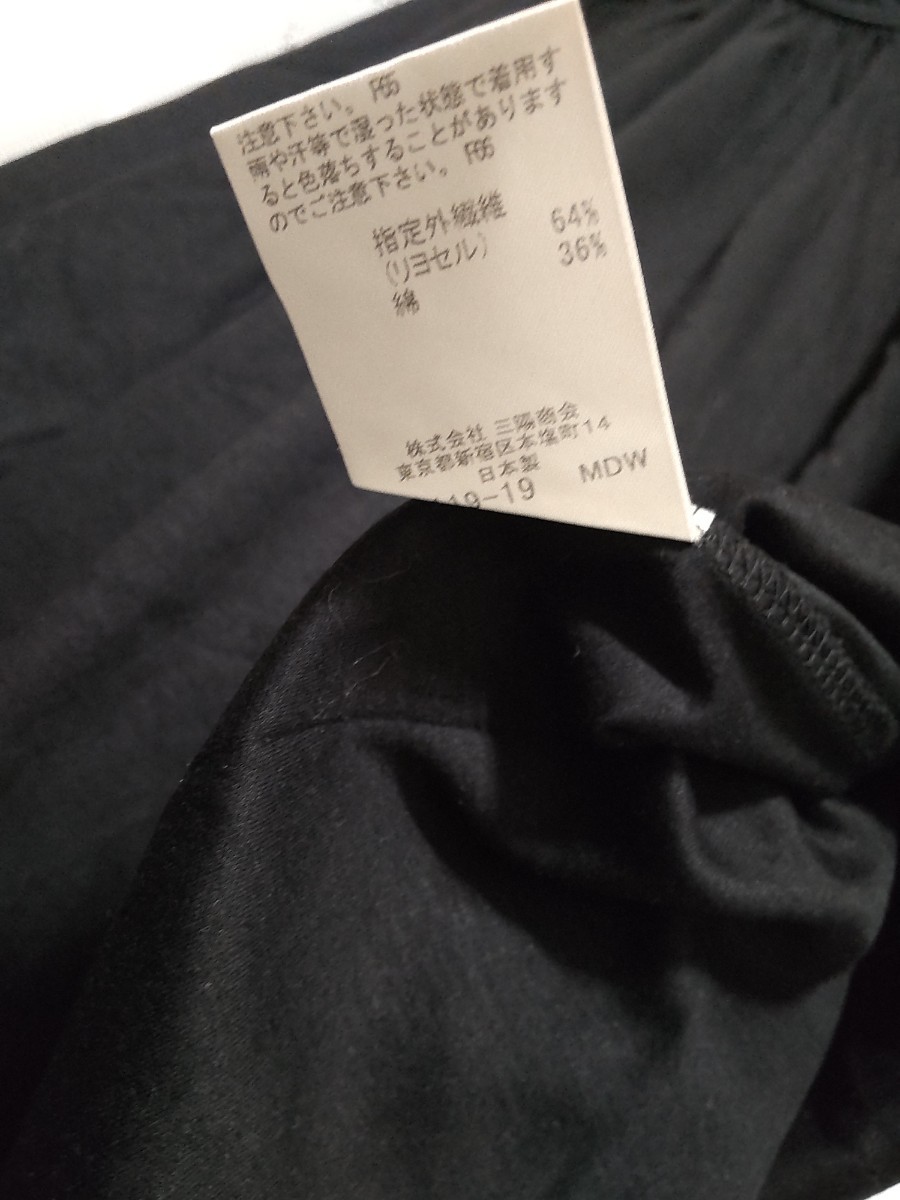 注意下さい。 F65
雨や汗等で湿った状態で着用す
ると色落ちすることがあります
のでご注意下さい。 F66
指定外繊維 64%
(リヨセル) 36%
綿
株式会社 三陽商会
東京都新宿区本塩町14
日本製
19-19 MDW